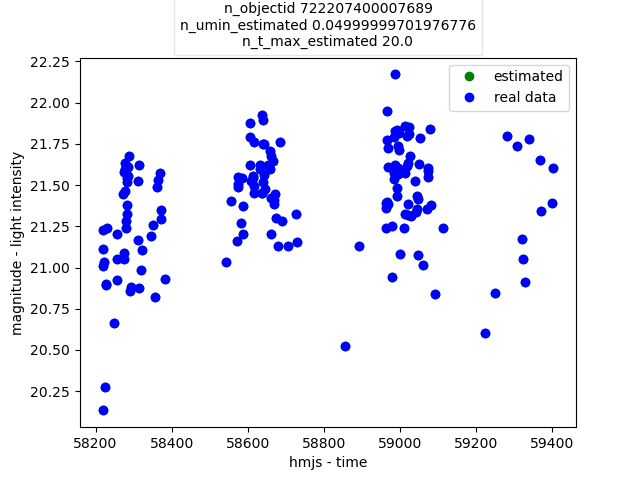 n_objectid 722207400007689
n_umin_estimated 0.04999999701976776
n_t_max_estimated 20.0
22.25
22.00
21.75
21.50
21.25
21.00
20.75
20.50
20.25
magnitude - light intensity
estimated
real data
58200 58400 58600 58800 59000 59200 59400
hmjs - time